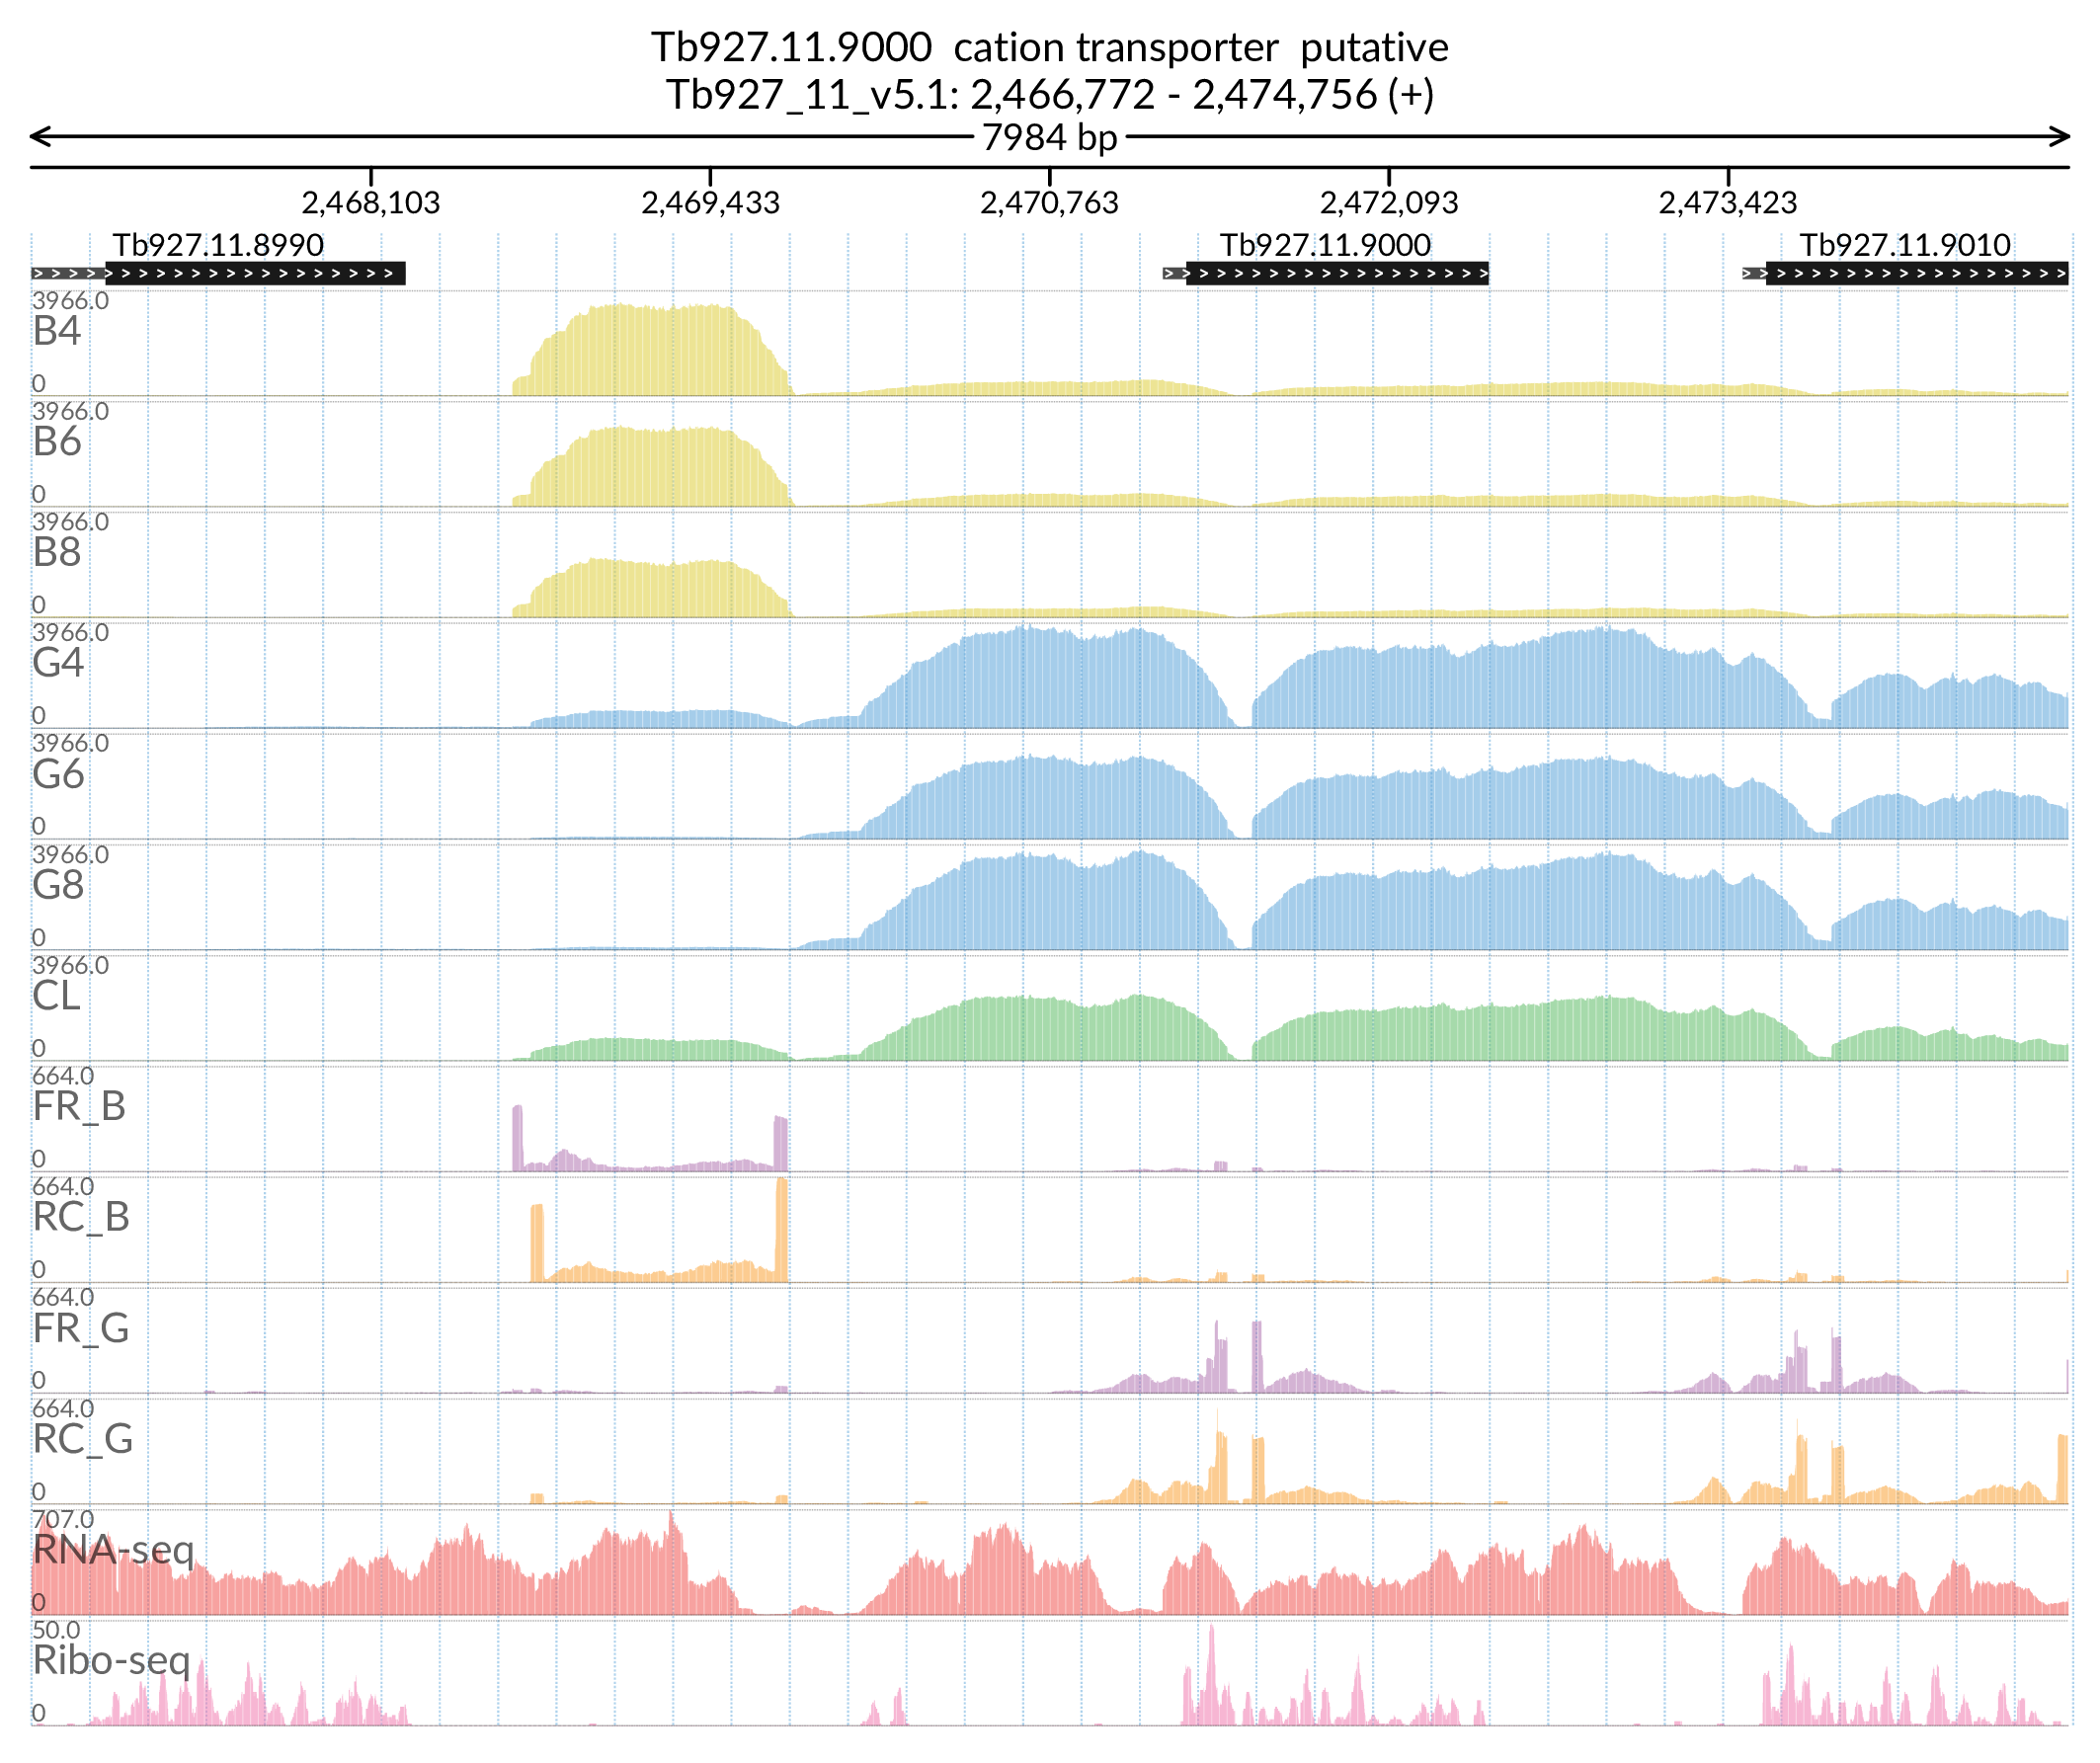 Tb927.11.9000 cation transporter putative
Tb927_11_v5.1: 2,466,772 - 2,474,756 (+)
7984 bp
2,468,103 2,469,433 2,470,763 2,472,093 2,473,423
Tb927.11.8990 Tb927.11.9000 Tb927.11.9010
3966.0
B4
0
3966.0
B6
0
3966.0
B8
0
3966.0
G4
0
3966.0
G6
0
3966.0
G8
0
3966.0
CL
0
664.0
FR_B
0
664.0
RC_B
0
664.0
FR_G
0
664.0
RC_G
0
707.0
RNA-seq
0
50.0
Ribo-seq
0